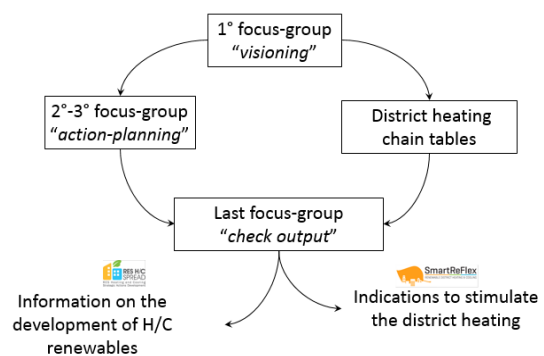 1° focus-group
“visioning”
2°-3° focus-group
“action-planning”
District heating
chain tables
Last focus-group
“check output”
RES H/C
SPREAD
SmartReFlex
Information on the
development of H/C
renewables
Indications to stimulate
the district heating